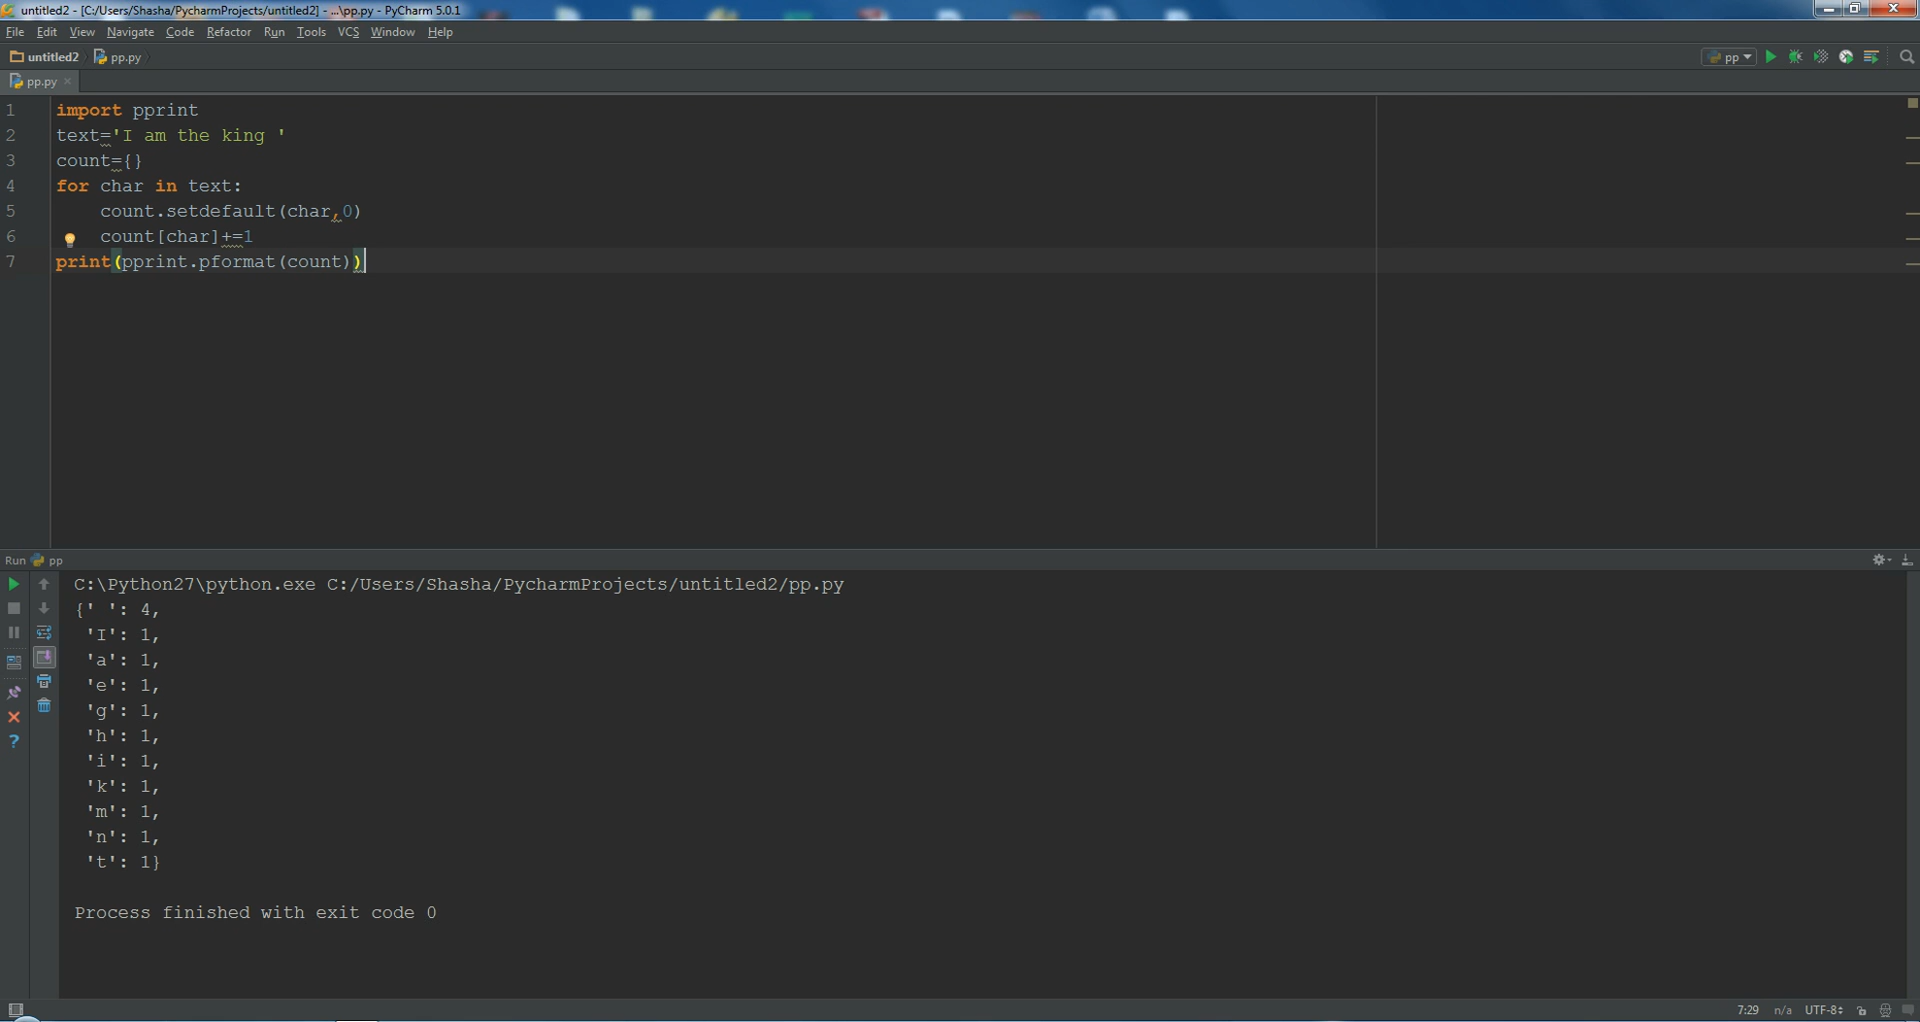 untitled2 - [C:/Users/Shasha/PycharmProjects/untitled2] - ...\pp.py - PyCharm 5.0.1
File Edit View Navigate Code Refactor Run Tools VCS Window Help
untitled2 pp.py pp
pp.py
1 import pprint
2 text='I am the king '
3 count={}
4 for char in text:
5     count.setdefault(char,0)
6     count[char]+=1
7 print(pprint.pformat(count))
Run pp
C:\Python27\python.exe C:/Users/Shasha/PycharmProjects/untitled2/pp.py
{' ': 4,
 'I': 1,
 'a': 1,
 'e': 1,
 'g': 1,
 'h': 1,
 'i': 1,
 'k': 1,
 'm': 1,
 'n': 1,
 't': 1}
Process finished with exit code 0
7:29 n/a UTF-8